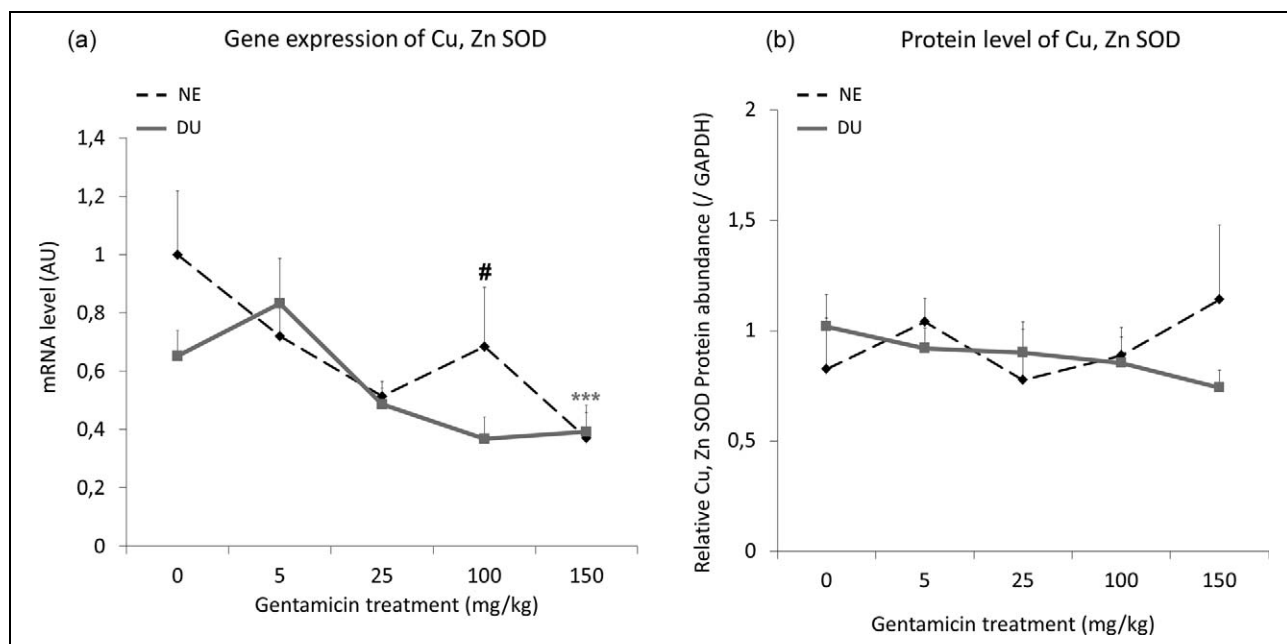 (a) Gene expression of Cu, Zn SOD
NE
DU
1,4
1,2
1
0,8
0,6
0,4
0,2
0
mRNA level (AU)
#
***
0 5 25 100 150
Gentamicin treatment (mg/kg)
(b) Protein level of Cu, Zn SOD
NE
DU
2
1,5
1
0,5
0
Relative Cu, Zn SOD Protein abundance (/ GAPDH)
0 5 25 100 150
Gentamicin treatment (mg/kg)